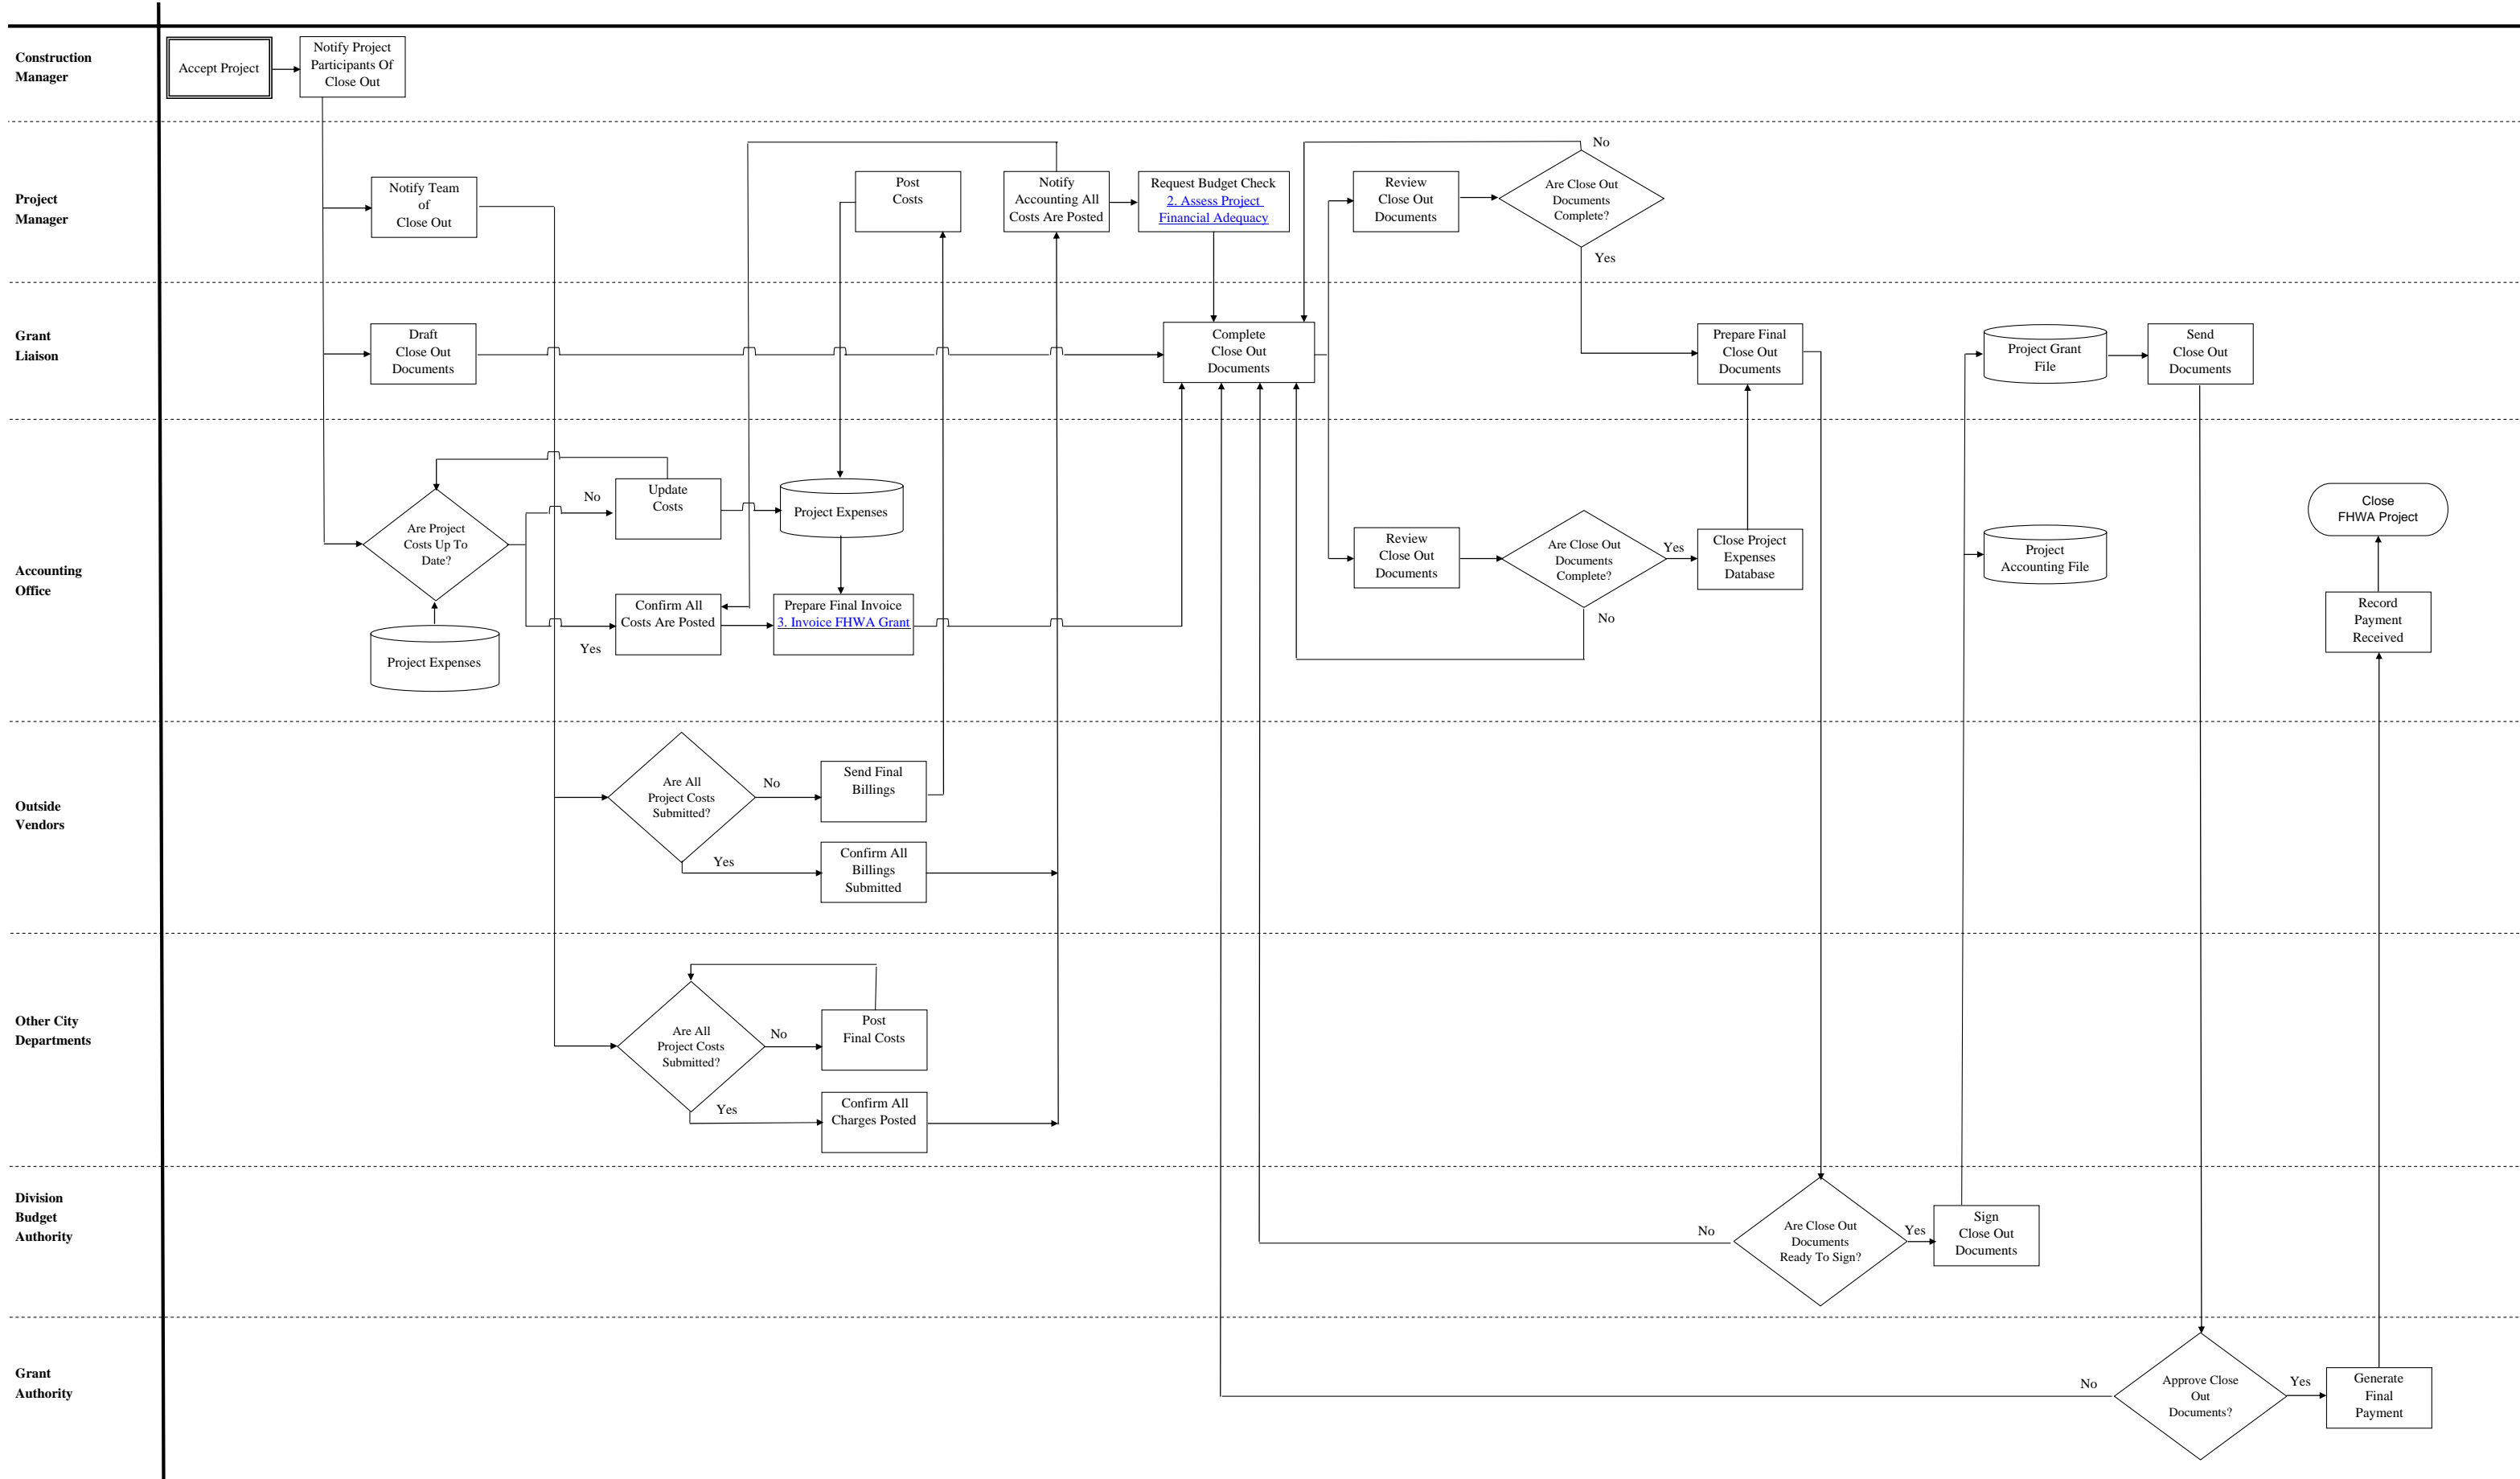 Construction
Manager
Accept Project
Notify Project
Participants Of
Close Out
Project
Manager
Notify Team
of
Close Out
Post
Costs
Notify
Accounting All
Costs Are Posted
Request Budget Check
2. Assess Project
Financial Adequacy
Review
Close Out
Documents
Are Close Out
Documents
Complete?
No
Yes
Grant
Liaison
Draft
Close Out
Documents
Complete
Close Out
Documents
Prepare Final
Close Out
Documents
Project Grant
File
Send
Close Out
Documents
Accounting
Office
Are Project
Costs Up To
Date?
No
Update
Costs
Project Expenses
Yes
Confirm All
Costs Are Posted
Prepare Final Invoice
3. Invoice FHWA Grant
Project Expenses
Review
Close Out
Documents
Are Close Out
Documents
Complete?
Yes
No
Close Project
Expenses
Database
Project
Accounting File
Close
FHWA Project
Record
Payment
Received
Outside
Vendors
Are All
Project Costs
Submitted?
No
Send Final
Billings
Yes
Confirm All
Billings
Submitted
Other City
Departments
Are All
Project Costs
Submitted?
No
Post
Final Costs
Yes
Confirm All
Charges Posted
Division
Budget
Authority
No
Are Close Out
Documents
Ready To Sign?
Yes
Sign
Close Out
Documents
Grant
Authority
No
Approve Close
Out
Documents?
Yes
Generate
Final
Payment